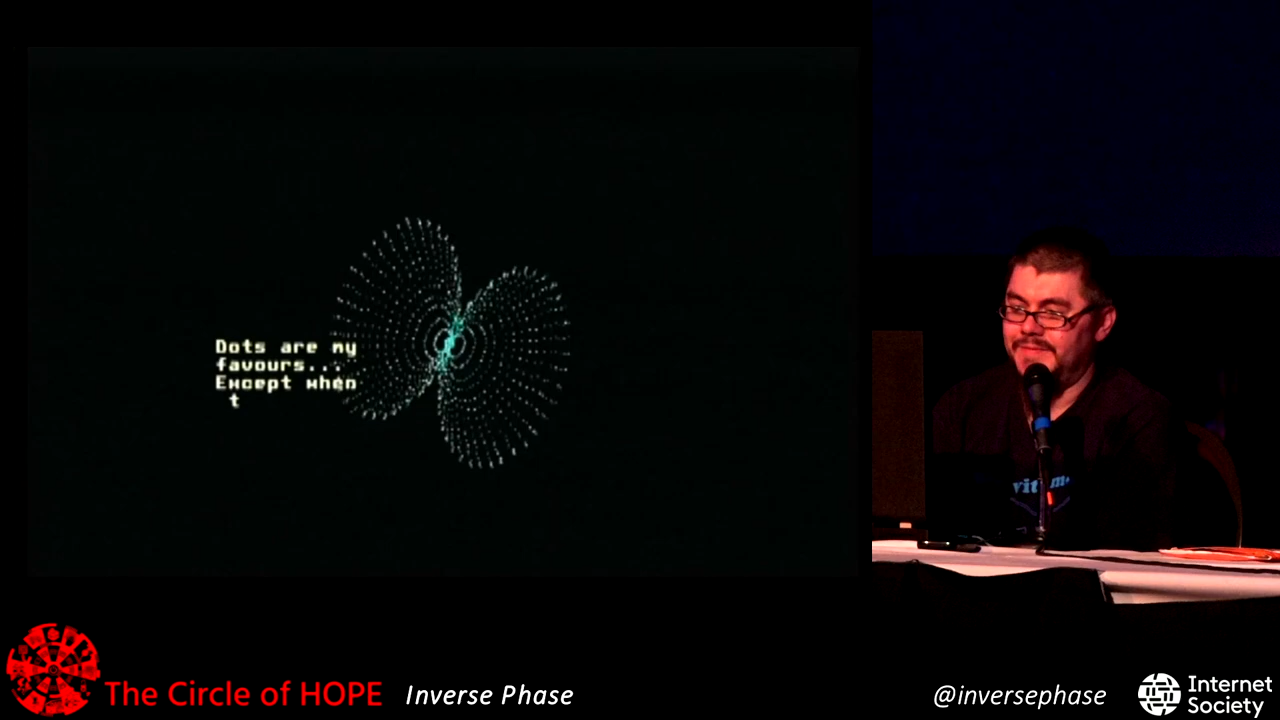 Dots are my
favours...
Except when
t
The Circle of HOPE
Inverse Phase
@inversephase
Internet
Society